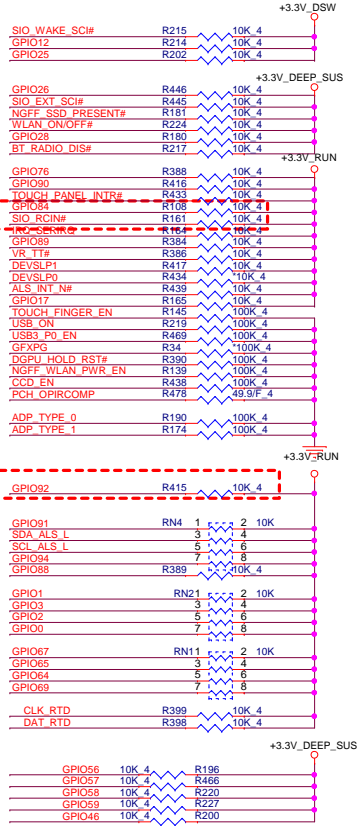 +3.3V_DSW
SIO_WAKE_SCI# R215 10K_4
GPIO12 R214 10K_4
GPIO25 R202 10K_4
+3.3V_DEEP_SUS
GPIO26 R446 10K_4
SIO_EXT_SCI# R445 10K_4
NGFF_SSD_PRESENT# R181 10K_4
WLAN_ON/OFF# R224 10K_4
GPIO28 R180 10K_4
BT_RADIO_DIS# R217 10K_4
+3.3V_RUN
GPIO76 R388 10K_4
GPIO90 R416 10K_4
TOUCH_PANEL_INTR# R433 10K_4
GPIO84 R108 10K_4
SIO_RCIN# R161 10K_4
IRQ_SERIRQ R164 10K_4
GPIO89 R384 10K_4
VR_TT# R386 10K_4
DEVSLP1 R417 10K_4
DEVSLP0 R434 *10K_4
ALS_INT_N# R439 10K_4
GPIO17 R165 10K_4
TOUCH_FINGER_EN R145 100K_4
USB_ON R219 100K_4
USB3_P0_EN R469 100K_4
GFXPG R34 *100K_4
DGPU_HOLD_RST# R390 100K_4
NGFF_WLAN_PWR_EN R139 100K_4
CCD_EN R438 100K_4
PCH_OPIRCOMP R478 49.9/F_4
ADP_TYPE_0 R190 100K_4
ADP_TYPE_1 R174 100K_4
+3.3V_RUN
GPIO92 R415 10K_4
GPIO91 RN4 1 2 10K
SDA_ALS_L 3 4
SCL_ALS_L 5 6
GPIO94 7 8
GPIO88 R389 10K_4
GPIO1 RN21 1 2 10K
GPIO3 3 4
GPIO2 5 6
GPIO0 7 8
GPIO67 RN11 1 2 10K
GPIO65 3 4
GPIO64 5 6
GPIO69 7 8
CLK_RTD R399 10K_4
DAT_RTD R398 10K_4
+3.3V_DEEP_SUS
GPIO56 10K_4 R196
GPIO57 10K_4 R466
GPIO58 10K_4 R220
GPIO59 10K_4 R227
GPIO46 10K_4 R200